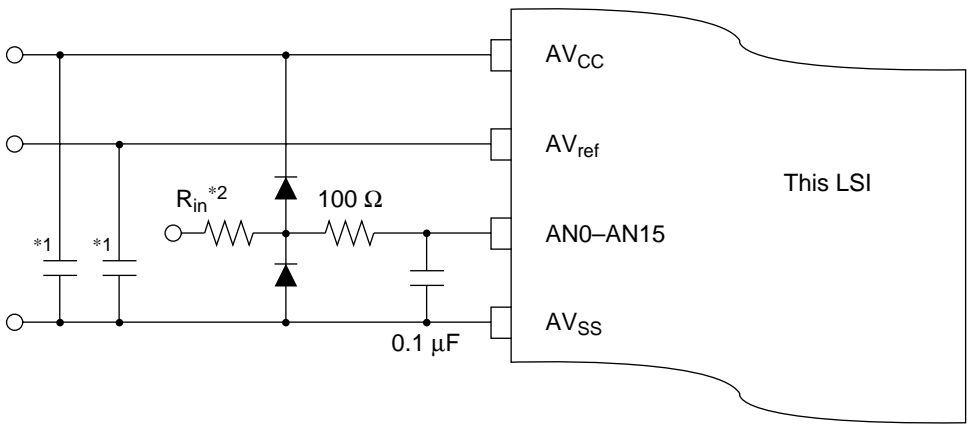 AVCC
AVref
This LSI
Rin*2
100 Ω
*1
*1
AN0–AN15
AVSS
0.1 µF